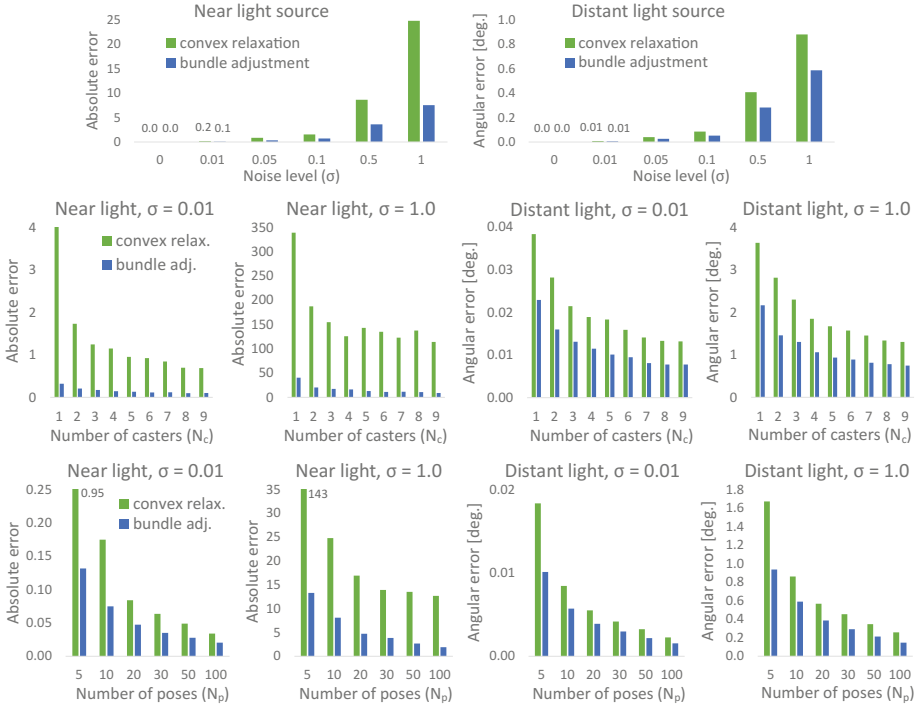 Near light source
Absolute error
25
20
15
10
5
0
convex relaxation
bundle adjustment
0.0 0.0
0.2 0.1
0 0.01 0.05 0.1 0.5 1
Noise level (σ)
Distant light source
Angular error [deg.]
1.0
0.8
0.6
0.4
0.2
0.0
convex relaxation
bundle adjustment
0.0 0.0
0.01 0.01
0 0.01 0.05 0.1 0.5 1
Noise level (σ)
Near light, σ = 0.01
Absolute error
4
3
2
1
0
convex relax.
bundle adj.
1 2 3 4 5 6 7 8 9
Number of casters (Nc)
Near light, σ = 1.0
Absolute error
350
300
250
200
150
100
50
0
1 2 3 4 5 6 7 8 9
Number of casters (Nc)
Distant light, σ = 0.01
Angular error [deg.]
0.04
0.03
0.02
0.01
0.00
1 2 3 4 5 6 7 8 9
Number of casters (Nc)
Distant light, σ = 1.0
Angular error [deg.]
4
3
2
1
0
1 2 3 4 5 6 7 8 9
Number of casters (Nc)
Near light, σ = 0.01
Absolute error
0.25
0.20
0.15
0.10
0.05
0.00
0.95
convex relax.
bundle adj.
5 10 20 30 50 100
Number of poses (Np)
Near light, σ = 1.0
Absolute error
35
30
25
20
15
10
5
0
143
5 10 20 30 50 100
Number of poses (Np)
Distant light, σ = 0.01
Angular error [deg.]
0.02
0.01
0.00
5 10 20 30 50 100
Number of poses (Np)
Distant light, σ = 1.0
Angular error [deg.]
1.8
1.6
1.4
1.2
1.0
0.8
0.6
0.4
0.2
0.0
5 10 20 30 50 100
Number of poses (Np)